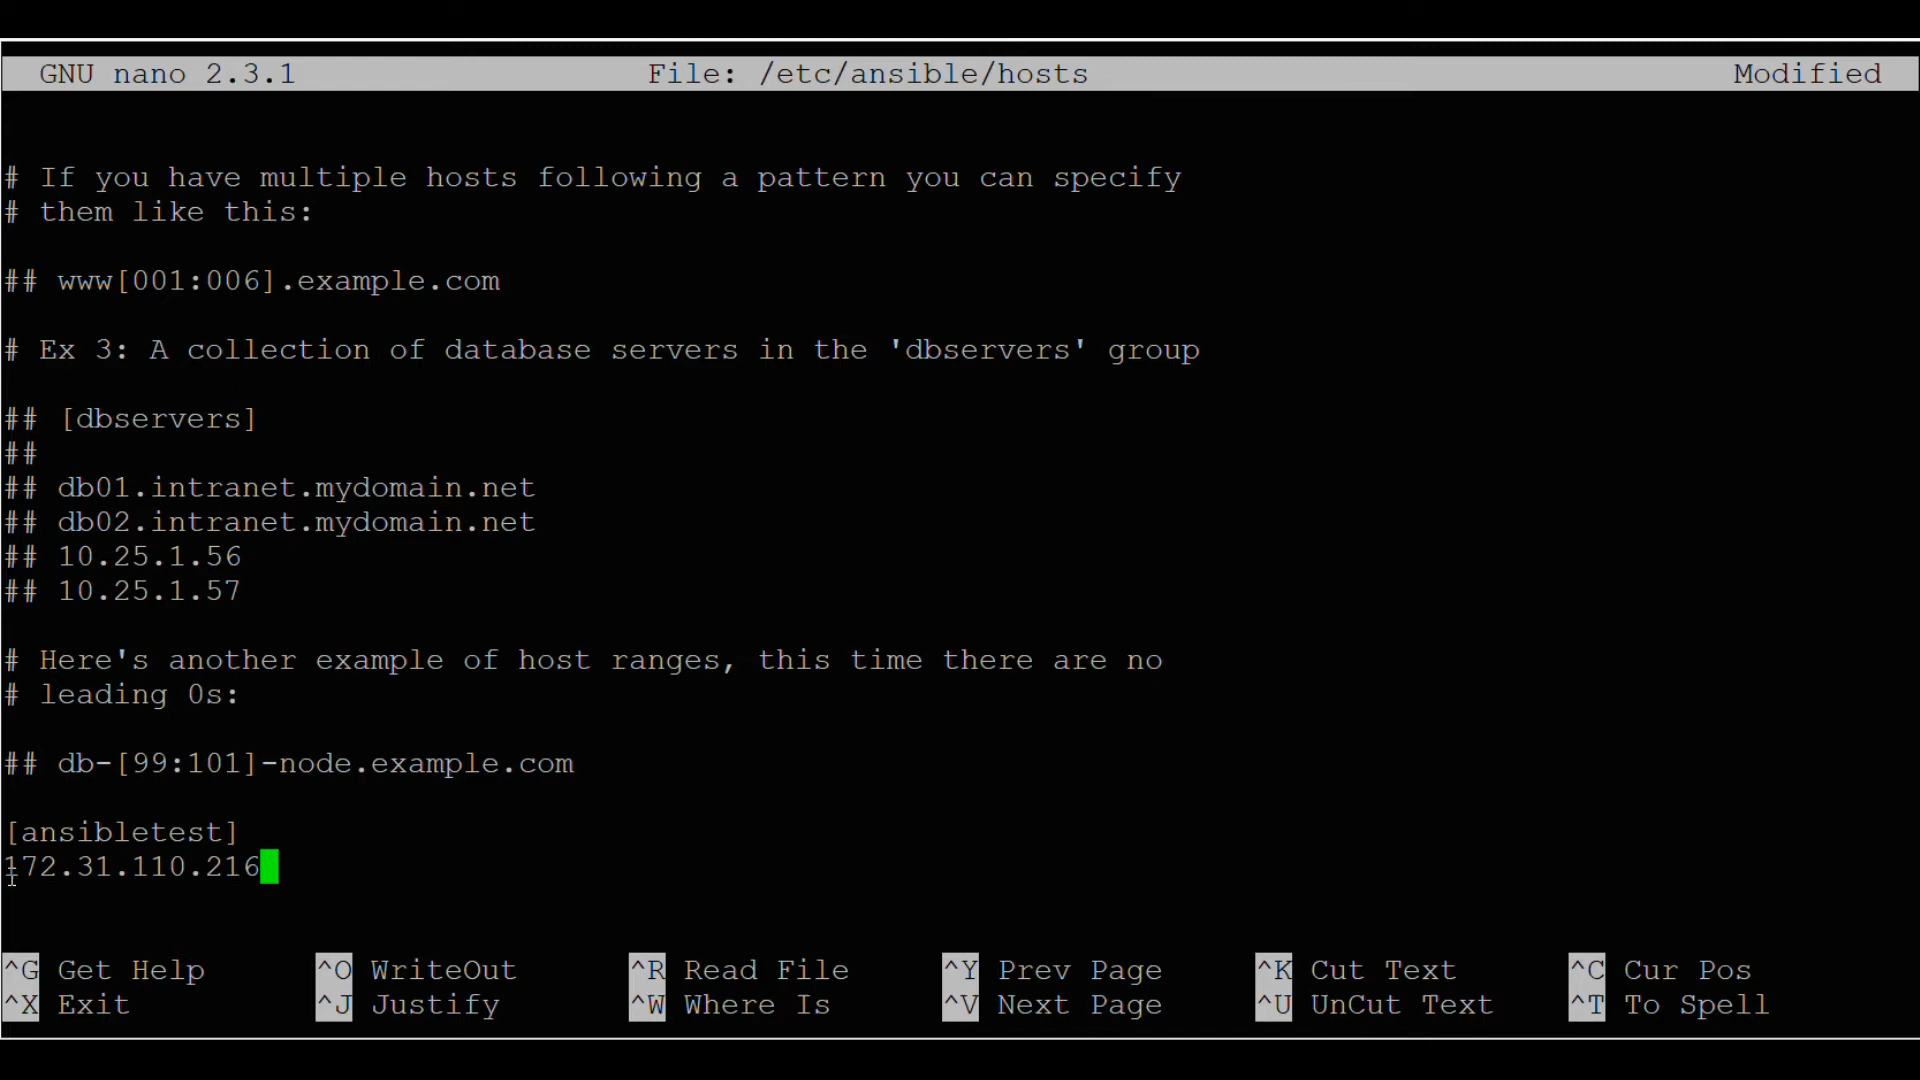 GNU nano 2.3.1 File: /etc/ansible/hosts Modified
# If you have multiple hosts following a pattern you can specify
# them like this:
## www[001:006].example.com
# Ex 3: A collection of database servers in the 'dbservers' group
## [dbservers]
##
## db01.intranet.mydomain.net
## db02.intranet.mydomain.net
## 10.25.1.56
## 10.25.1.57
# Here's another example of host ranges, this time there are no
# leading 0s:
## db-[99:101]-node.example.com
[ansibletest]
172.31.110.216
^G Get Help ^O WriteOut ^R Read File ^Y Prev Page ^K Cut Text ^C Cur Pos
^X Exit ^J Justify ^W Where Is ^V Next Page ^U UnCut Text ^T To Spell